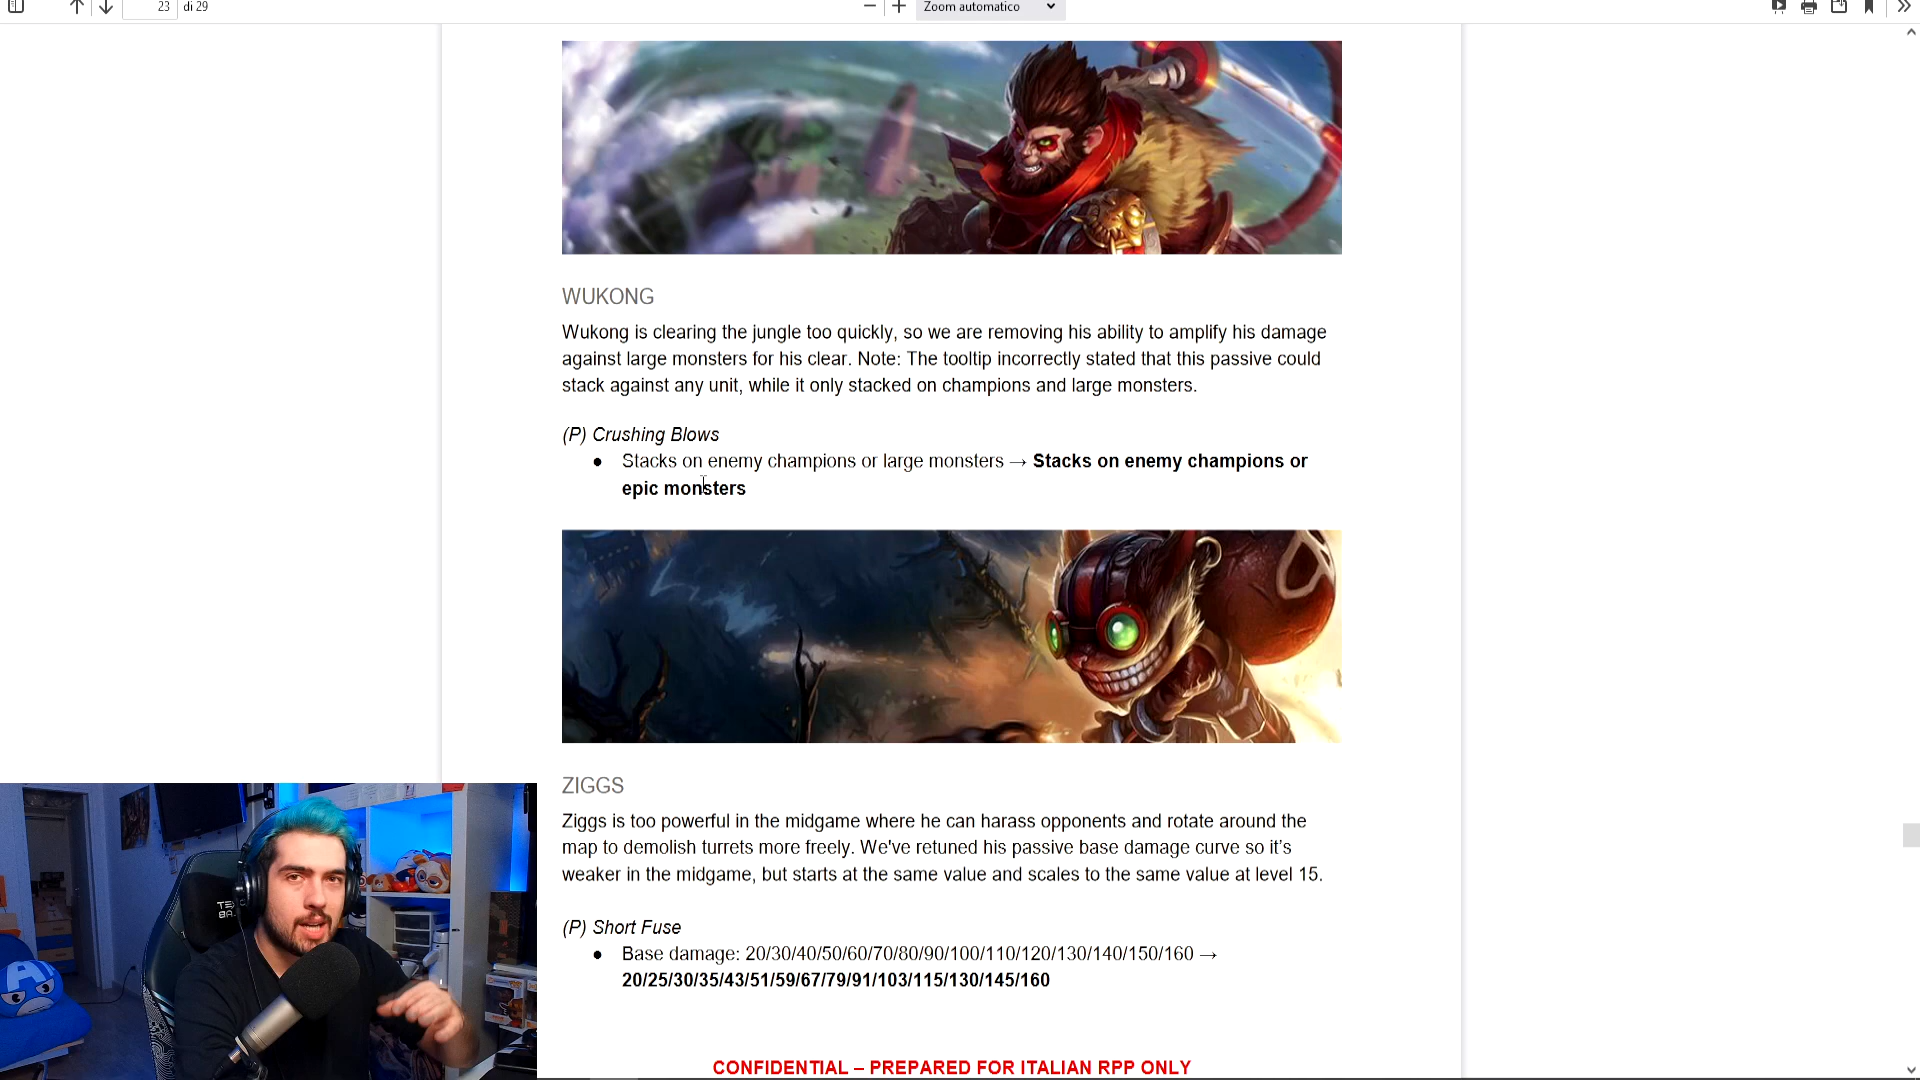 23 di 29 Zoom automatico
WUKONG
Wukong is clearing the jungle too quickly, so we are removing his ability to amplify his damage
against large monsters for his clear. Note: The tooltip incorrectly stated that this passive could
stack against any unit, while it only stacked on champions and large monsters.
(P) Crushing Blows
● Stacks on enemy champions or large monsters → Stacks on enemy champions or
epic monsters
ZIGGS
Ziggs is too powerful in the midgame where he can harass opponents and rotate around the
map to demolish turrets more freely. We've retuned his passive base damage curve so it's
weaker in the midgame, but starts at the same value and scales to the same value at level 15.
(P) Short Fuse
● Base damage: 20/30/40/50/60/70/80/90/100/110/120/130/140/150/160 →
20/25/30/35/43/51/59/67/79/91/103/115/130/145/160
CONFIDENTIAL – PREPARED FOR ITALIAN RPP ONLY